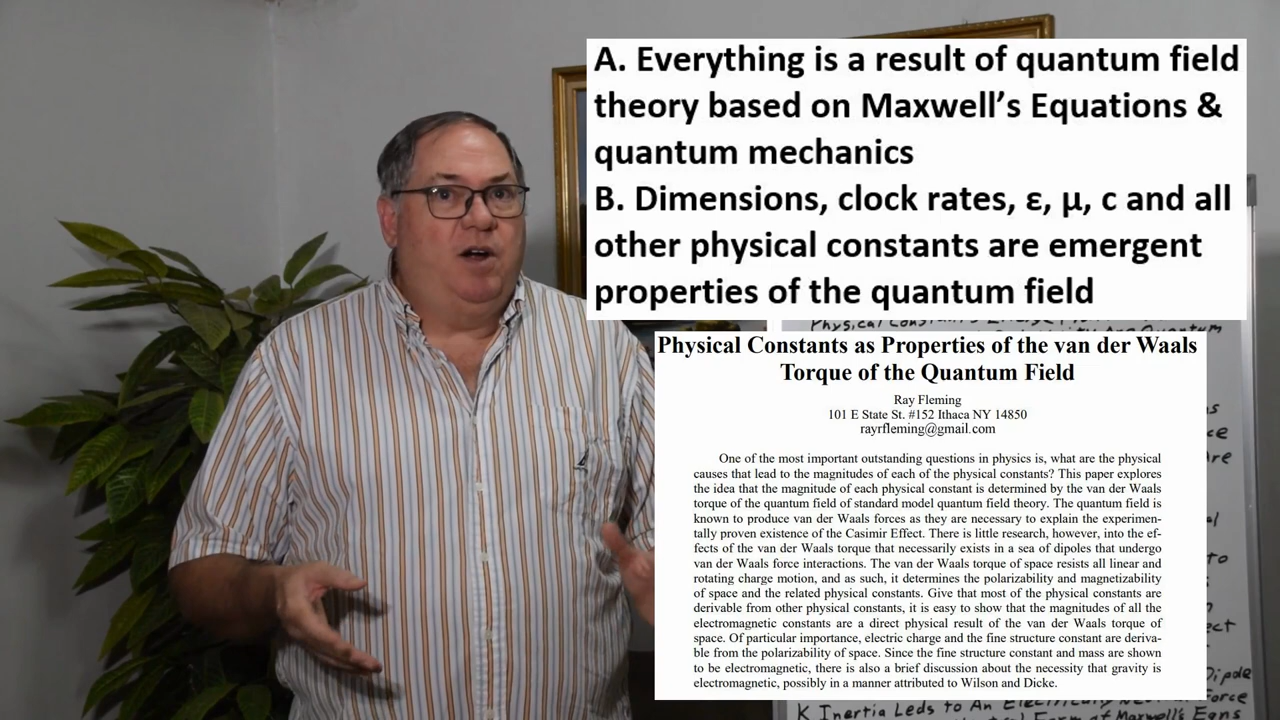 A. Everything is a result of quantum field
theory based on Maxwell’s Equations &
quantum mechanics
B. Dimensions, clock rates, ε, μ, c and all
other physical constants are emergent
properties of the quantum field
Quantum
Physical Constants as Properties of the van der Waals
Torque of the Quantum Field
Ray Fleming
101 E State St. #152 Ithaca NY 14850
rayrfleming@gmail.com
One of the most important outstanding questions in physics is, what are the physical
causes that lead to the magnitudes of each of the physical constants? This paper explores
the idea that the magnitude of each physical constant is determined by the van der Waals
torque of the quantum field of standard model quantum field theory. The quantum field is
known to produce van der Waals forces as they are necessary to explain the experimen-
tally proven existence of the Casimir Effect. There is little research, however, into the ef-
fects of the van der Waals torque that necessarily exists in a sea of dipoles that undergo
van der Waals force interactions. The van der Waals torque of space resists all linear and
rotating charge motion, and as such, it determines the polarizability and magnetizability
of space and the related physical constants. Give that most of the physical constants are
derivable from other physical constants, it is easy to show that the magnitudes of all the
electromagnetic constants are a direct physical result of the van der Waals torque of
space. Of particular importance, electric charge and the fine structure constant are deriva-
ble from the polarizability of space. Since the fine structure constant and mass are shown
to be electromagnetic, there is also a brief discussion about the necessity that gravity is
electromagnetic, possibly in a manner attributed to Wilson and Dicke.
Dipole
Force
K Inertia Leds to An
Force of Maxwell's Eqns